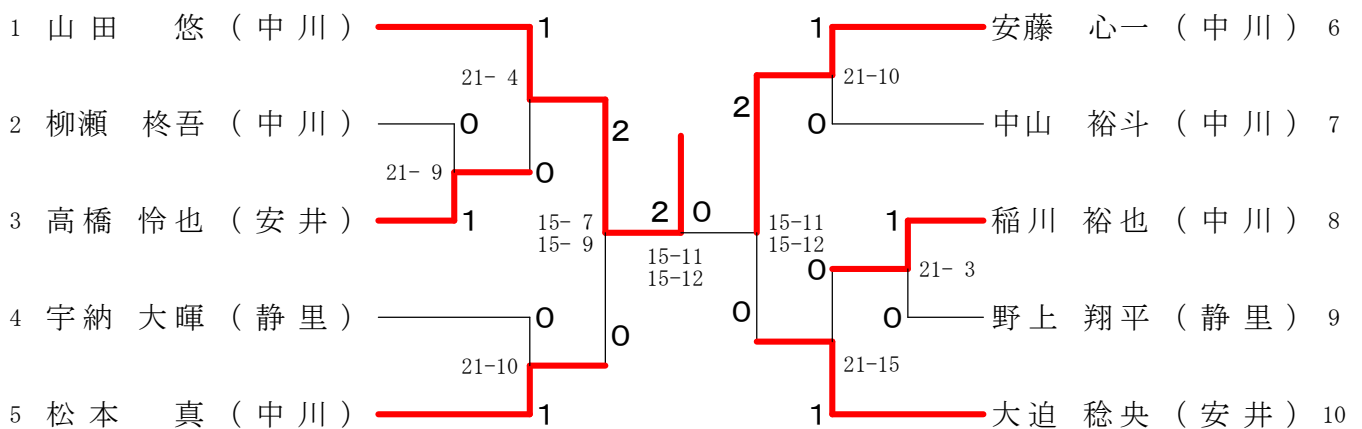 1 山田 悠 (中川) 1 1 安藤 心一 (中川) 6
21- 4 21-10
2 柳瀬 柊吾 (中川) 0 2 2 0 中山 裕斗 (中川) 7
21- 9 0
3 高橋 怜也 (安井) 1 15- 7 2 0 15-11 1 稲川 裕也 (中川) 8
15- 9 15-11 15-12 0 21- 3
15-12
4 宇納 大暉 (静里) 0 0 0 0 野上 翔平 (静里) 9
21-10 21-15
5 松本 真 (中川) 1 1 大迫 稔央 (安井) 10